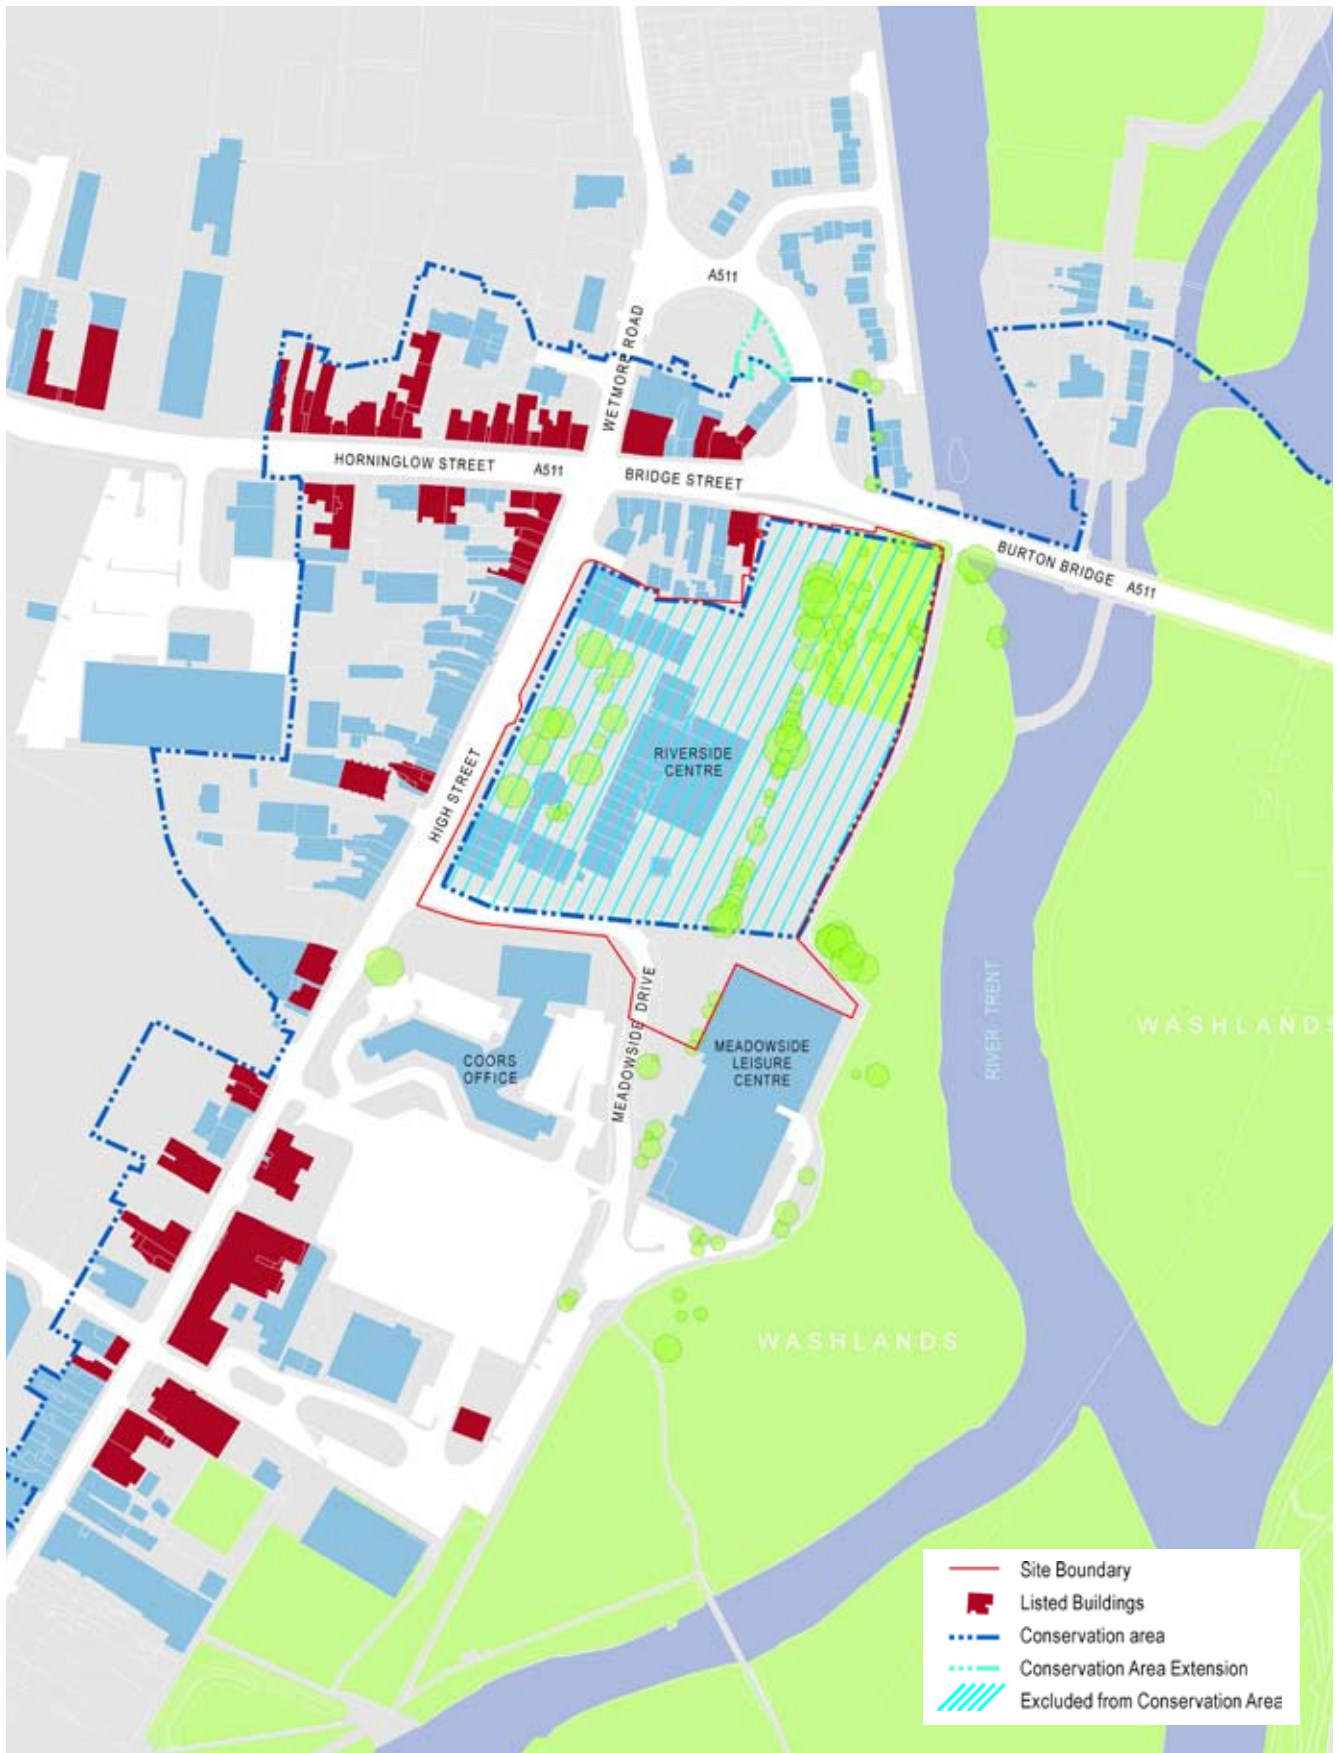 A511
WETMORE ROAD
HORNINGLOW STREET
A511
BRIDGE STREET
BURTON BRIDGE
A511
RIVERSIDE
CENTRE
HIGH STREET
MEADOWSIDE DRIVE
RIVER TRENT
WASHLANDS
COORS
OFFICE
MEADOWSIDE
LEISURE
CENTRE
WASHLANDS
Site Boundary
Listed Buildings
Conservation area
Conservation Area Extension
Excluded from Conservation Area